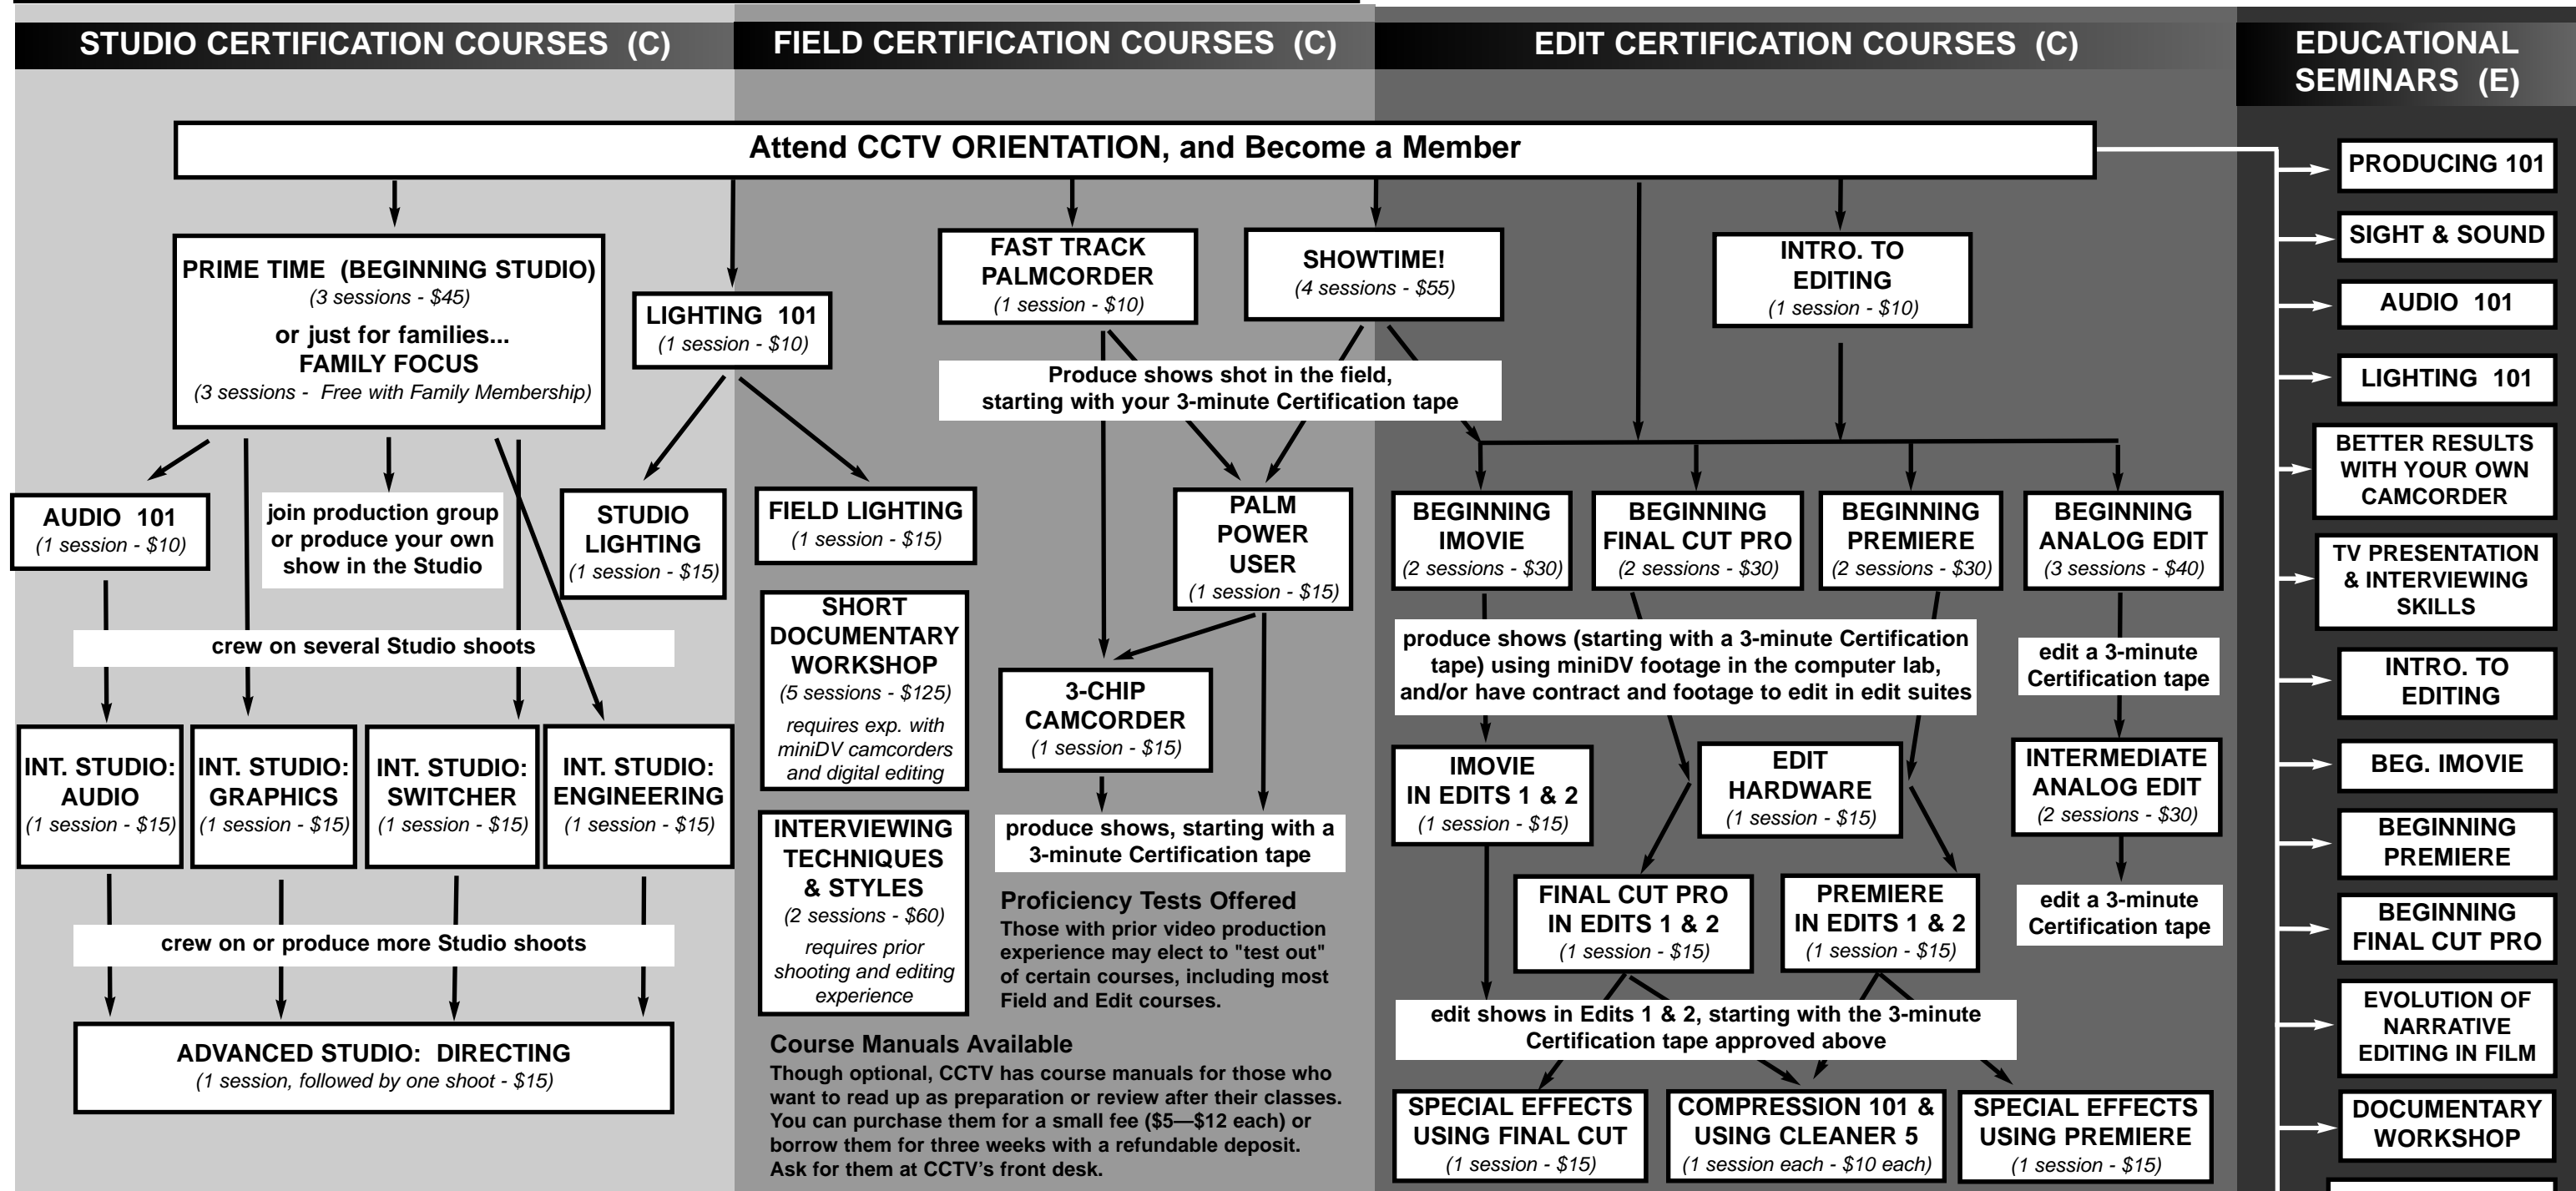 STUDIO CERTIFICATION COURSES (C)
FIELD CERTIFICATION COURSES (C)
EDIT CERTIFICATION COURSES (C)
EDUCATIONAL
SEMINARS (E)
Attend CCTV ORIENTATION, and Become a Member
PRIME TIME (BEGINNING STUDIO)
(3 sessions - $45)
or just for families...
FAMILY FOCUS
(3 sessions - Free with Family Membership)
LIGHTING 101
(1 session - $10)
AUDIO 101
(1 session - $10)
join production group
or produce your own
show in the Studio
STUDIO
LIGHTING
(1 session - $15)
crew on several Studio shoots
INT. STUDIO:
AUDIO
(1 session - $15)
INT. STUDIO:
GRAPHICS
(1 session - $15)
INT. STUDIO:
SWITCHER
(1 session - $15)
INT. STUDIO:
ENGINEERING
(1 session - $15)
crew on or produce more Studio shoots
ADVANCED STUDIO: DIRECTING
(1 session, followed by one shoot - $15)
FAST TRACK
PALMCORDER
(1 session - $10)
SHOWTIME!
(4 sessions - $55)
Produce shows shot in the field,
starting with your 3-minute Certification tape
FIELD LIGHTING
(1 session - $15)
PALM
POWER
USER
(1 session - $15)
SHORT
DOCUMENTARY
WORKSHOP
(5 sessions - $125)
requires exp. with
miniDV camcorders
and digital editing
3-CHIP
CAMCORDER
(1 session - $15)
INTERVIEWING
TECHNIQUES
& STYLES
(2 sessions - $60)
requires prior
shooting and editing
experience
produce shows, starting with a
3-minute Certification tape
Proficiency Tests Offered
Those with prior video production
experience may elect to "test out"
of certain courses, including most
Field and Edit courses.
Course Manuals Available
Though optional, CCTV has course manuals for those who
want to read up as preparation or review after their classes.
You can purchase them for a small fee ($5—$12 each) or
borrow them for three weeks with a refundable deposit.
Ask for them at CCTV's front desk.
INTRO. TO
EDITING
(1 session - $10)
BEGINNING
IMOVIE
(2 sessions - $30)
BEGINNING
FINAL CUT PRO
(2 sessions - $30)
BEGINNING
PREMIERE
(2 sessions - $30)
BEGINNING
ANALOG EDIT
(3 sessions - $40)
produce shows (starting with a 3-minute Certification
tape) using miniDV footage in the computer lab,
and/or have contract and footage to edit in edit suites
edit a 3-minute
Certification tape
IMOVIE
IN EDITS 1 & 2
(1 session - $15)
EDIT
HARDWARE
(1 session - $15)
INTERMEDIATE
ANALOG EDIT
(2 sessions - $30)
FINAL CUT PRO
IN EDITS 1 & 2
(1 session - $15)
PREMIERE
IN EDITS 1 & 2
(1 session - $15)
edit a 3-minute
Certification tape
edit shows in Edits 1 & 2, starting with the 3-minute
Certification tape approved above
SPECIAL EFFECTS
USING FINAL CUT
(1 session - $15)
COMPRESSION 101 &
USING CLEANER 5
(1 session each - $10 each)
SPECIAL EFFECTS
USING PREMIERE
(1 session - $15)
PRODUCING 101
SIGHT & SOUND
AUDIO 101
LIGHTING 101
BETTER RESULTS
WITH YOUR OWN
CAMCORDER
TV PRESENTATION
& INTERVIEWING
SKILLS
INTRO. TO
EDITING
BEG. IMOVIE
BEGINNING
PREMIERE
BEGINNING
FINAL CUT PRO
EVOLUTION OF
NARRATIVE
EDITING IN FILM
DOCUMENTARY
WORKSHOP